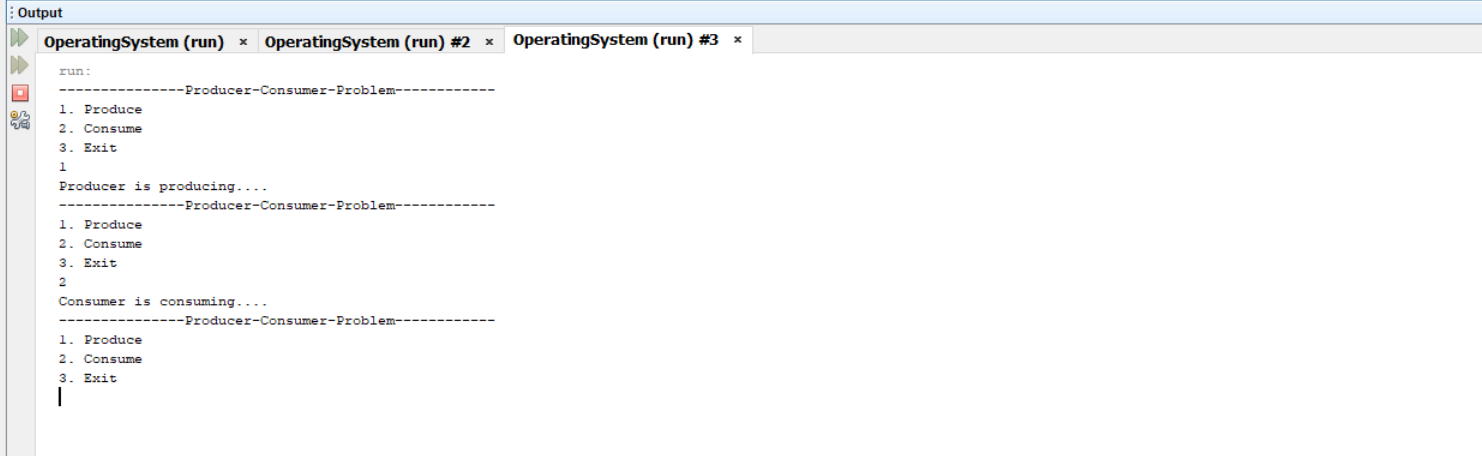 Output
OperatingSystem (run) × OperatingSystem (run) #2 × OperatingSystem (run) #3 ×
run:
---------------Producer-Consumer-Problem------------
1. Produce
2. Consume
3. Exit
1
Producer is producing....
---------------Producer-Consumer-Problem------------
1. Produce
2. Consume
3. Exit
2
Consumer is consuming....
---------------Producer-Consumer-Problem------------
1. Produce
2. Consume
3. Exit